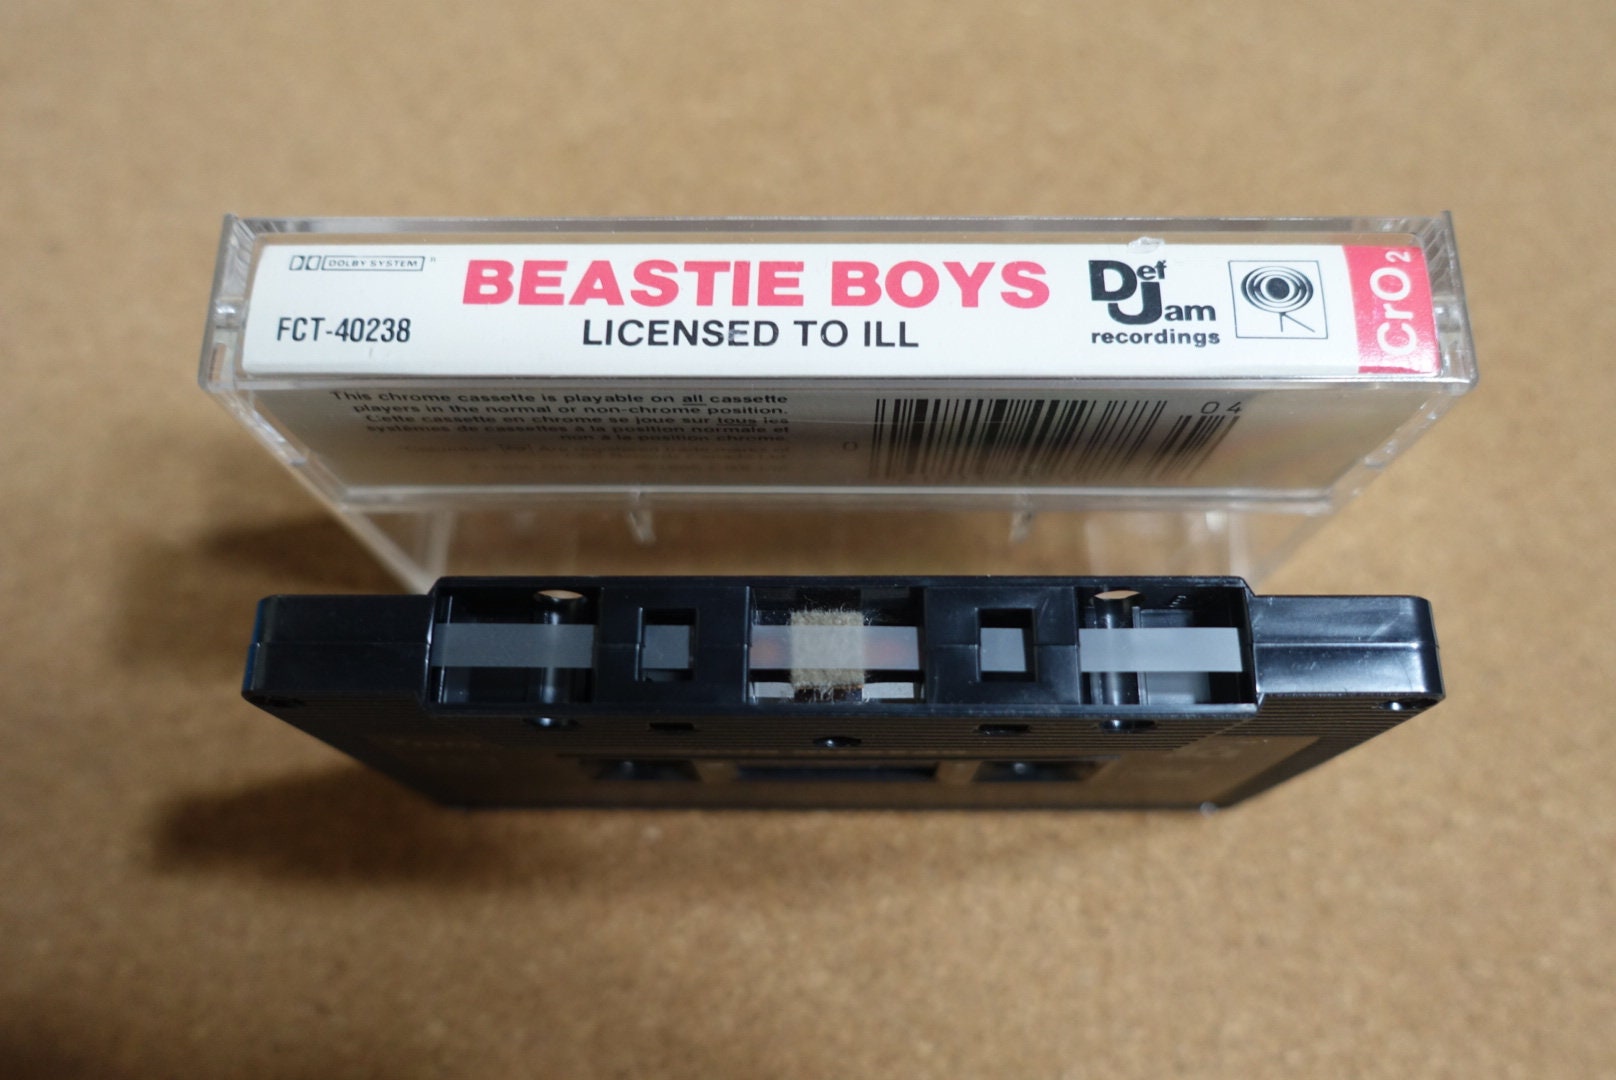 DOLBY SYSTEM ®
FCT-40238
BEASTIE BOYS
LICENSED TO ILL
Def
Jam
recordings
CrO2
This chrome cassette is playable on all cassette
players in the normal or non-chrome position.
Cette cassette en chrome se joue sur tous les
systèmes de cassettes à la position normale et
non à la position chrome.
04
0